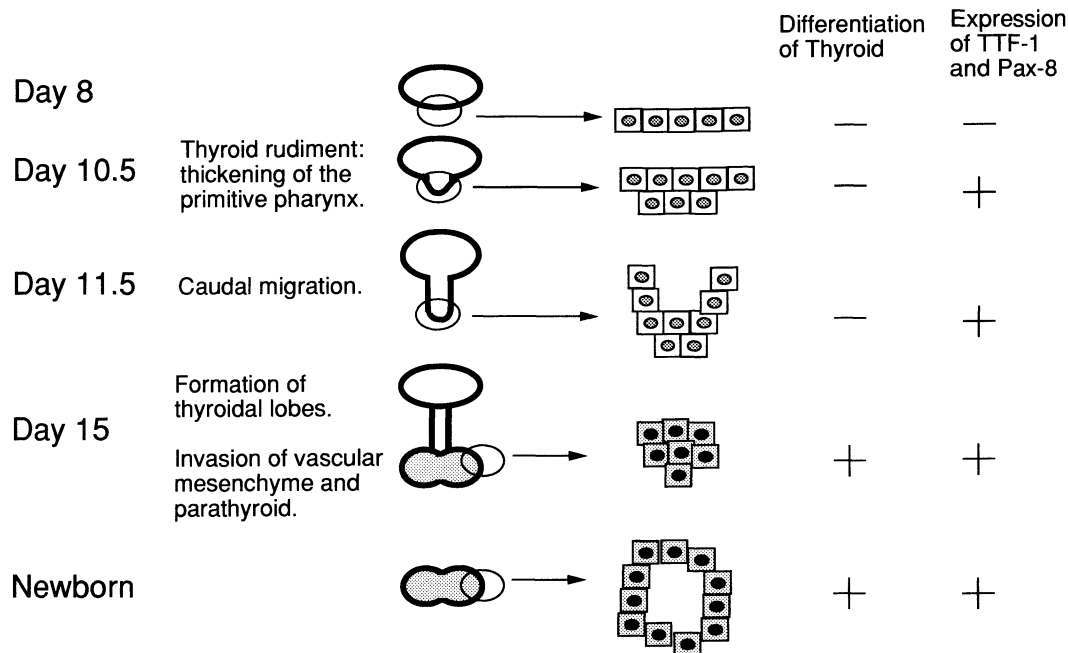 Differentiation
of Thyroid
Expression
of TTF-1
and Pax-8
Day 8
— —
Day 10.5
Thyroid rudiment:
thickening of the
primitive pharynx.
— +
Day 11.5
Caudal migration.
— +
Day 15
Formation of
thyroidal lobes.
Invasion of vascular
mesenchyme and
parathyroid.
+ +
Newborn
+ +